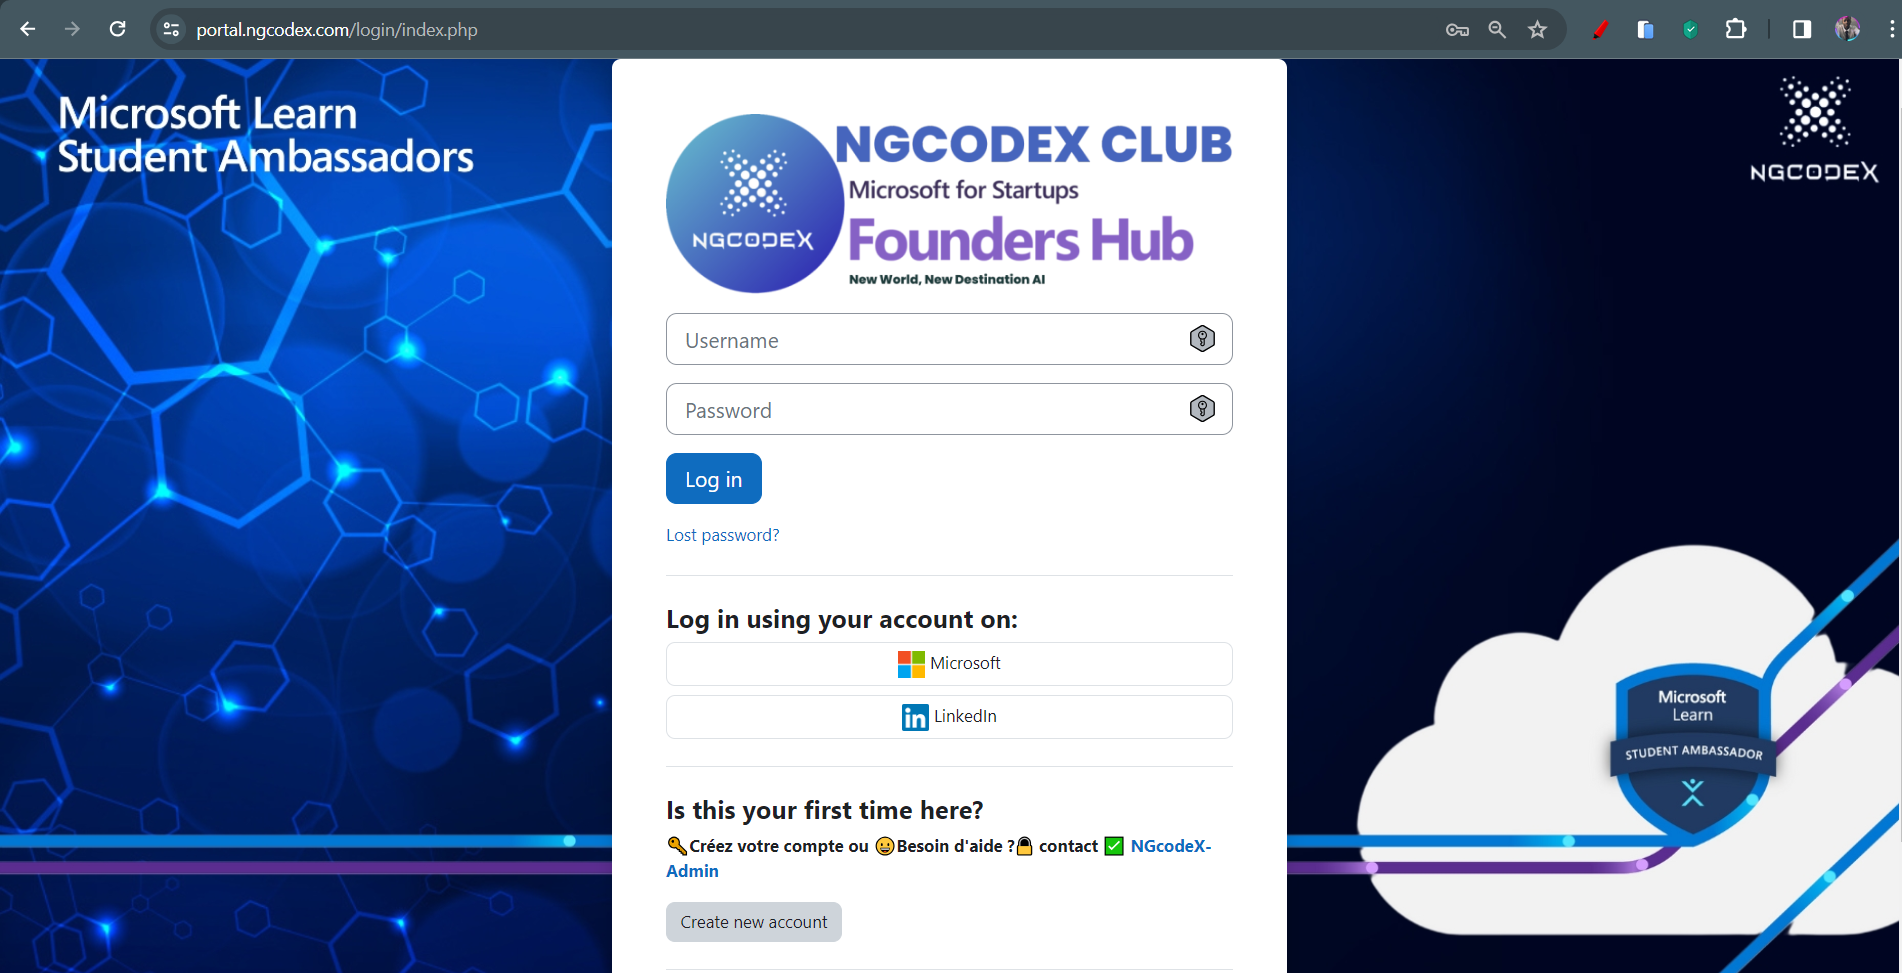 portal.ngcodex.com/login/index.php
Microsoft Learn
Student Ambassadors
NGCODEX
NGCODEX CLUB
Microsoft for Startups
Founders Hub
New World, New Destination AI
NGCODEX
Username
Password
Log in
Lost password?
Log in using your account on:
Microsoft
in LinkedIn
Is this your first time here?
🔑Créez votre compte ou 😀Besoin d'aide ?🔒 contact ✅ NGcodeX-
Admin
Create new account
Microsoft
Learn
STUDENT AMBASSADOR